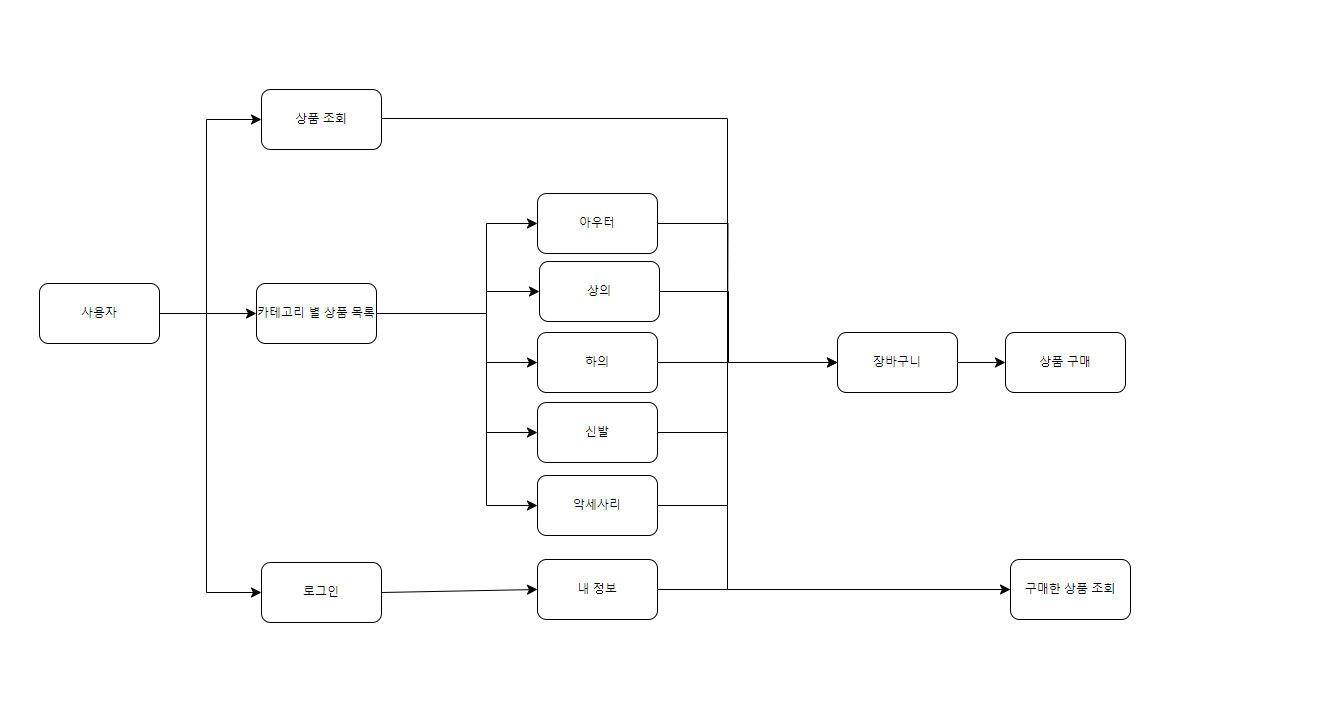 상품 조회
아우터
상의
사용자
카테고리 별 상품 목록
하의
장바구니
상품 구매
신발
악세사리
로그인
내 정보
구매한 상품 조회